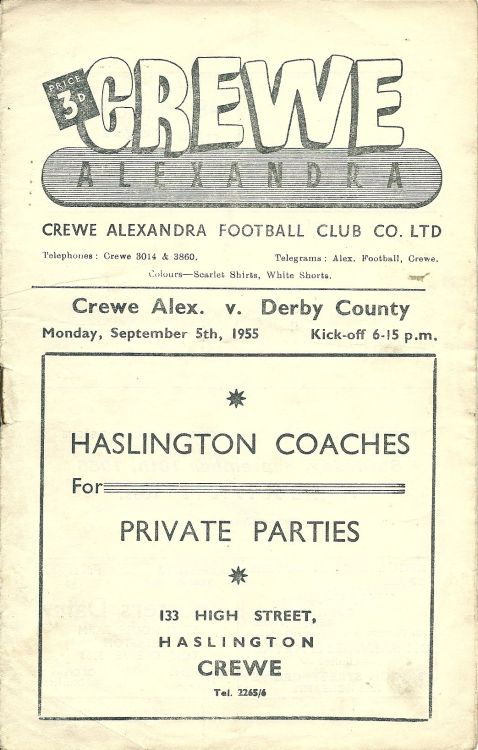 PRICE
3D
CREWE
ALEXANDRA
CREWE ALEXANDRA FOOTBALL CLUB CO. LTD
Telephones: Crewe 3014 & 3860. Telegrams: Alex. Football, Crewe.
Colours—Scarlet Shirts, White Shorts.
Crewe Alex. v. Derby County
Monday, September 5th, 1955 Kick-off 6-15 p.m.
HASLINGTON COACHES
For
PRIVATE PARTIES
133 HIGH STREET,
HASLINGTON
CREWE
Tel. 2265/6